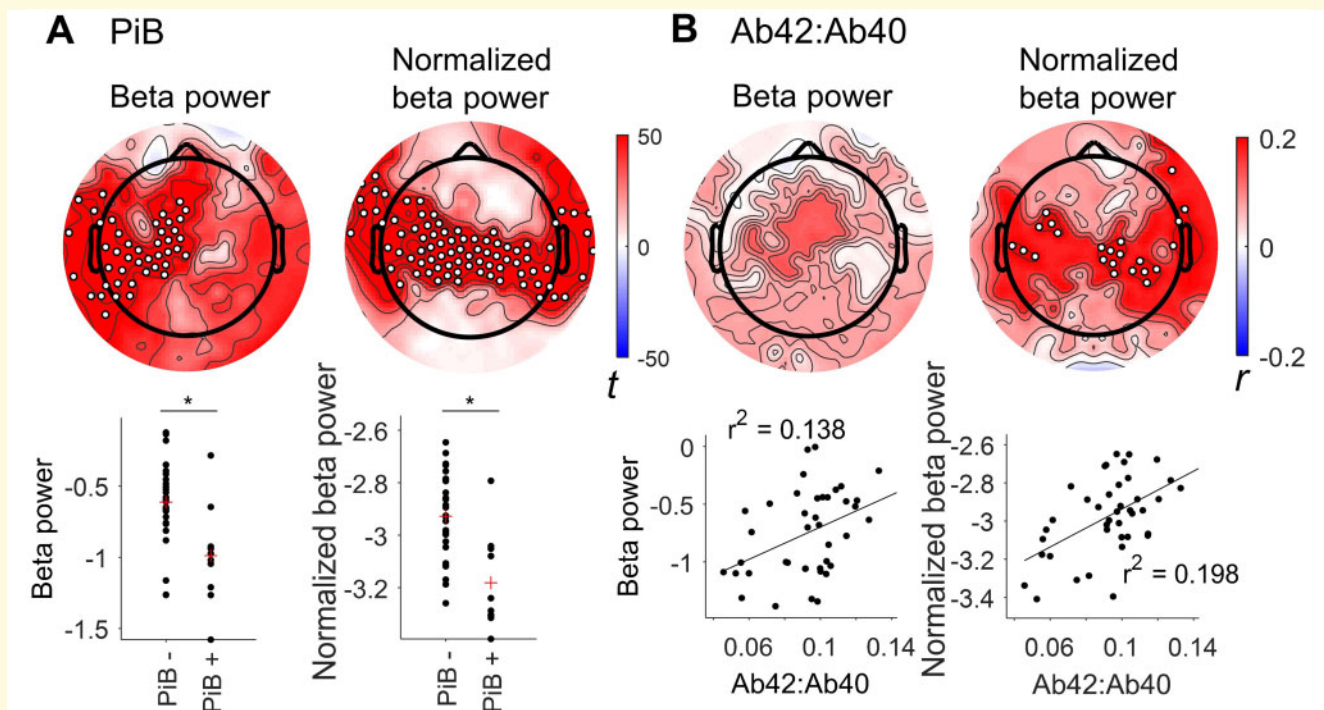 A PiB
Beta power
Normalized
beta power
50
0
-50
t
B Ab42:Ab40
Beta power
Normalized
beta power
0.2
0
-0.2
r
Beta power
-0.5
-1
-1.5
*
PiB -
PiB +
Normalized beta power
-2.6
-2.8
-3
-3.2
*
PiB -
PiB +
Beta power
0
-0.5
-1
r2 = 0.138
0.06
0.1
0.14
Ab42:Ab40
Normalized beta power
-2.6
-2.8
-3
-3.2
-3.4
r2 = 0.198
0.06
0.1
0.14
Ab42:Ab40